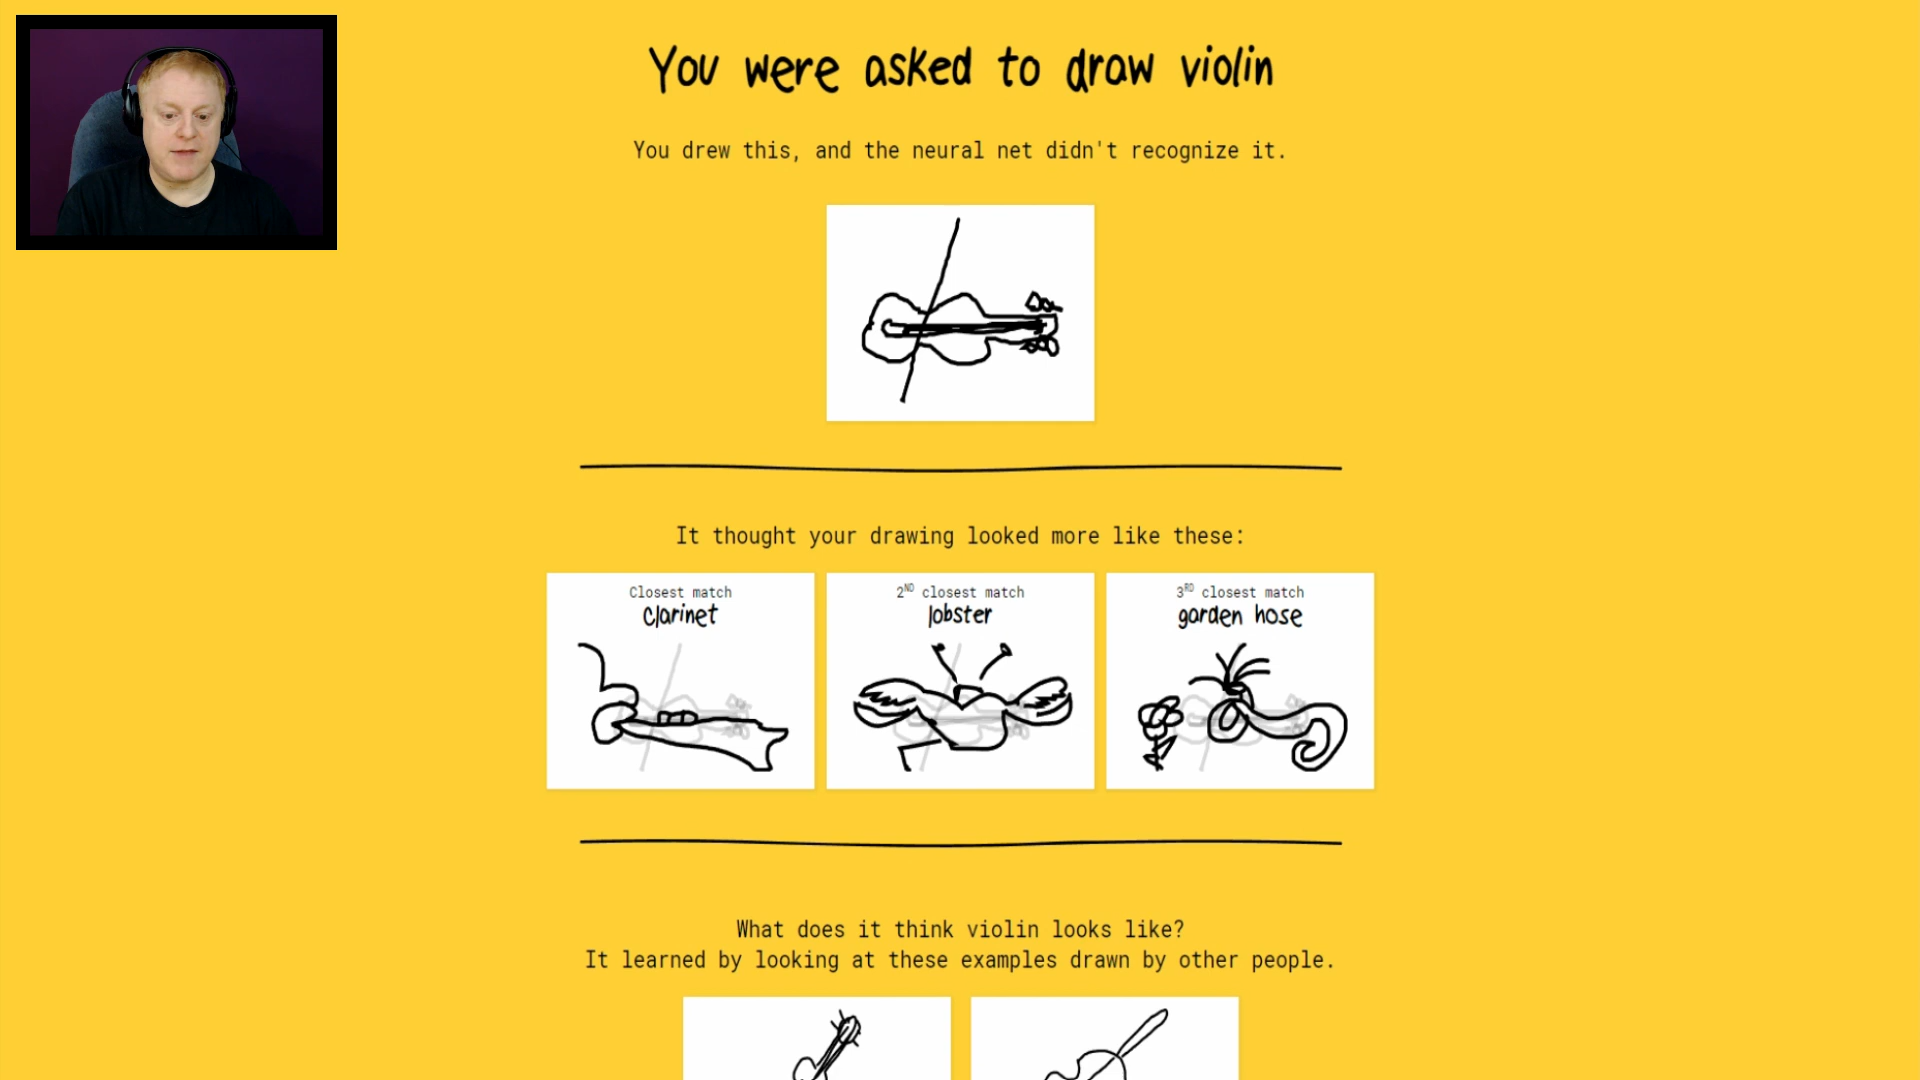 You were asked to draw violin
You drew this, and the neural net didn't recognize it.
It thought your drawing looked more like these:
Closest match
clarinet
2ND closest match
lobster
3RD closest match
garden hose
What does it think violin looks like?
It learned by looking at these examples drawn by other people.